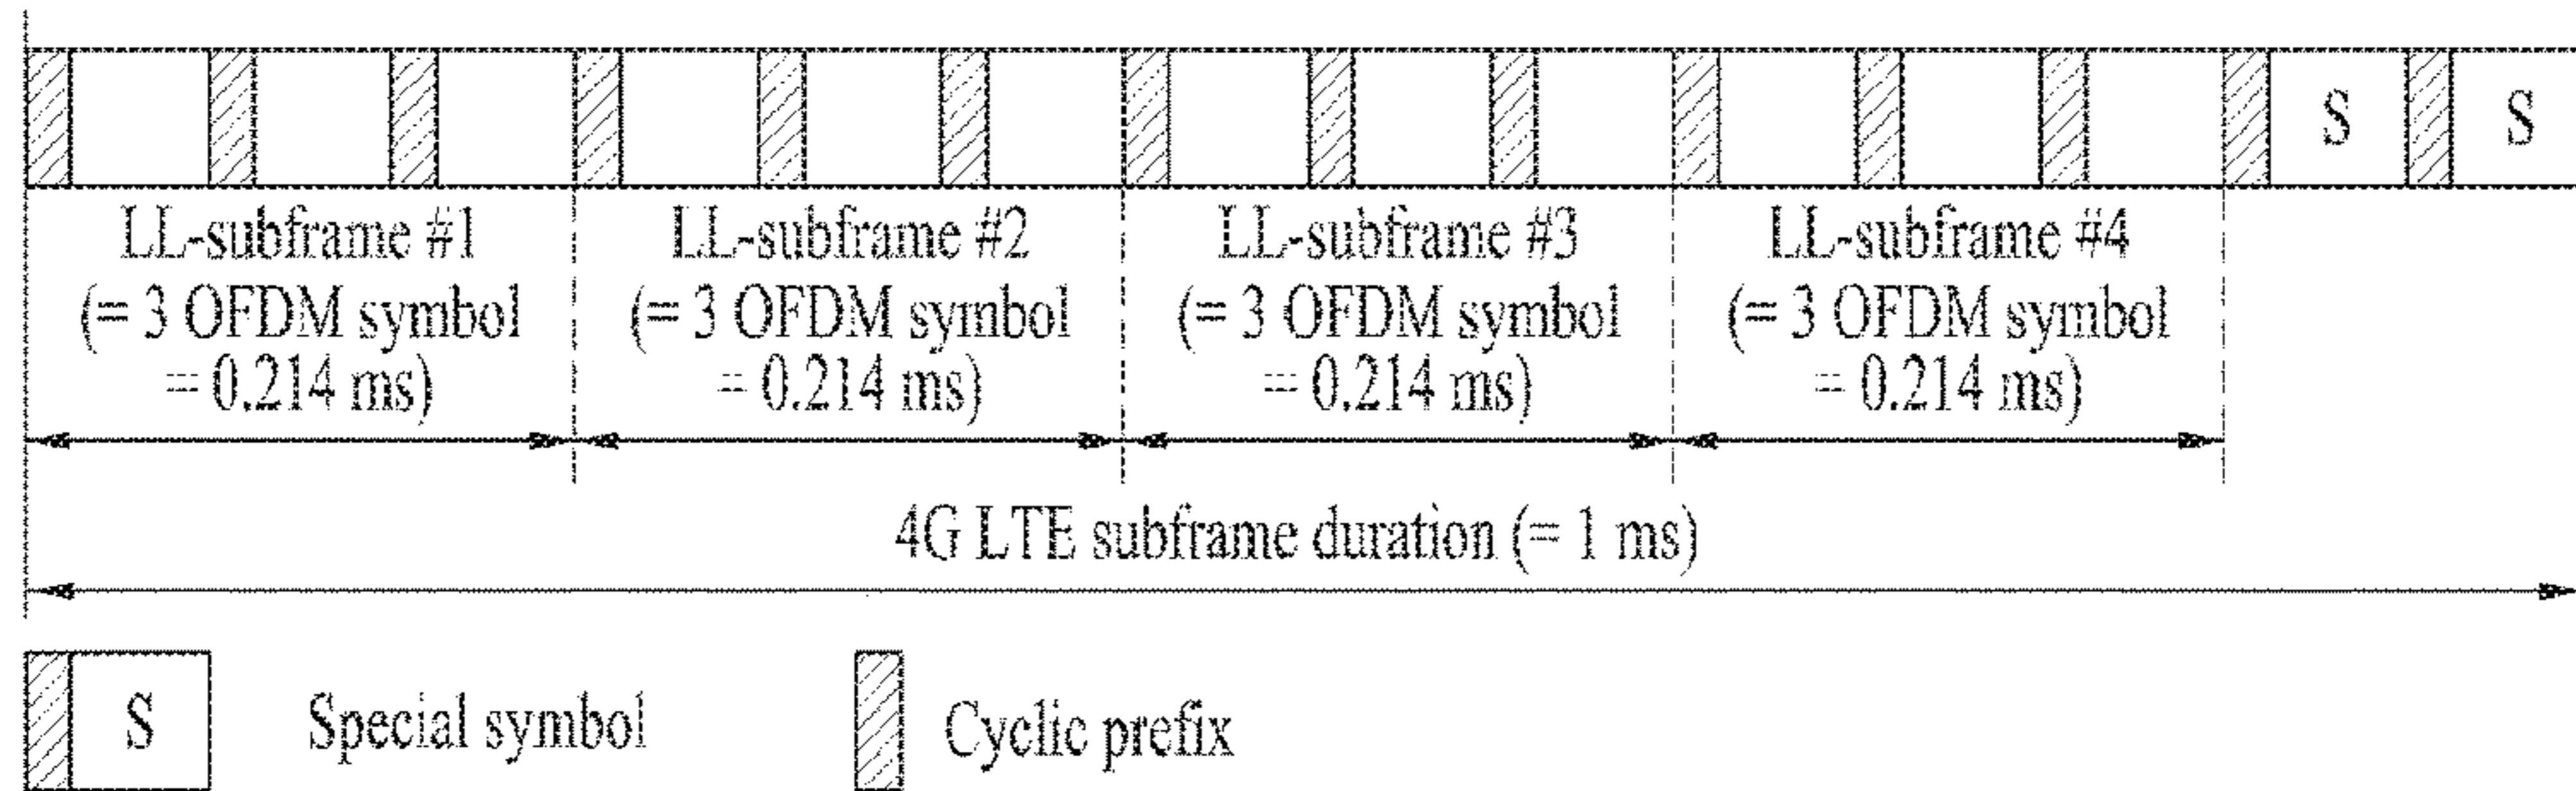 S S
LL-subframe #1 LL-subframe #2 LL-subframe #3 LL-subframe #4
(= 3 OFDM symbol (= 3 OFDM symbol (= 3 OFDM symbol (= 3 OFDM symbol
= 0.214 ms) = 0.214 ms) = 0.214 ms) = 0.214 ms)
4G LTE subframe duration (= 1 ms)
S Special symbol Cyclic prefix